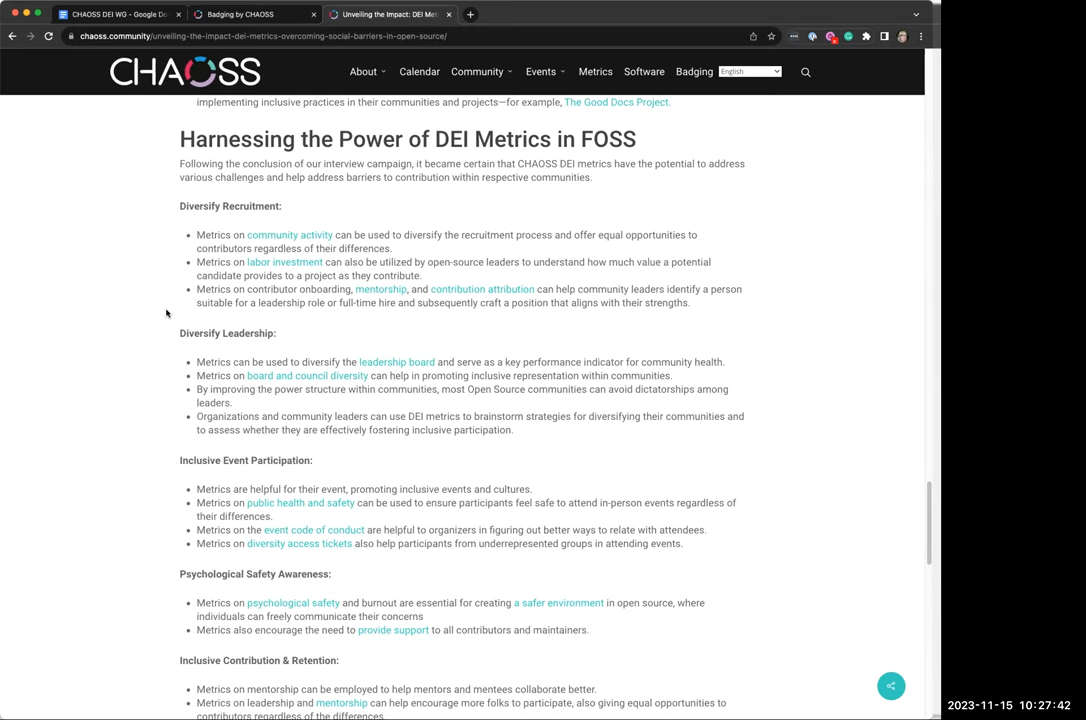 CHAOSS DEI WG - Google Do
Badging by CHAOSS
Unveiling the Impact: DEI Met
chaoss.community/unveiling-the-impact-dei-metrics-overcoming-social-barriers-in-open-source/
CHAOSS
About
Calendar
Community
Events
Metrics
Software
Badging
English
implementing inclusive practices in their communities and projects—for example, The Good Docs Project.
Harnessing the Power of DEI Metrics in FOSS
Following the conclusion of our interview campaign, it became certain that CHAOSS DEI metrics have the potential to address
various challenges and help address barriers to contribution within respective communities.
Diversify Recruitment:
Metrics on community activity can be used to diversify the recruitment process and offer equal opportunities to
contributors regardless of their differences.
Metrics on labor investment can also be utilized by open-source leaders to understand how much value a potential
candidate provides to a project as they contribute.
Metrics on contributor onboarding, mentorship, and contribution attribution can help community leaders identify a person
suitable for a leadership role or full-time hire and subsequently craft a position that aligns with their strengths.
Diversify Leadership:
Metrics can be used to diversify the leadership board and serve as a key performance indicator for community health.
Metrics on board and council diversity can help in promoting inclusive representation within communities.
By improving the power structure within communities, most Open Source communities can avoid dictatorships among
leaders.
Organizations and community leaders can use DEI metrics to brainstorm strategies for diversifying their communities and
to assess whether they are effectively fostering inclusive participation.
Inclusive Event Participation:
Metrics are helpful for their event, promoting inclusive events and cultures.
Metrics on public health and safety can be used to ensure participants feel safe to attend in-person events regardless of
their differences.
Metrics on the event code of conduct are helpful to organizers in figuring out better ways to relate with attendees.
Metrics on diversity access tickets also help participants from underrepresented groups in attending events.
Psychological Safety Awareness:
Metrics on psychological safety and burnout are essential for creating a safer environment in open source, where
individuals can freely communicate their concerns
Metrics also encourage the need to provide support to all contributors and maintainers.
Inclusive Contribution & Retention:
Metrics on mentorship can be employed to help mentors and mentees collaborate better.
Metrics on leadership and mentorship can help encourage more folks to participate, also giving equal opportunities to
contributors regardless of their differences.
2023-11-15 10:27:42